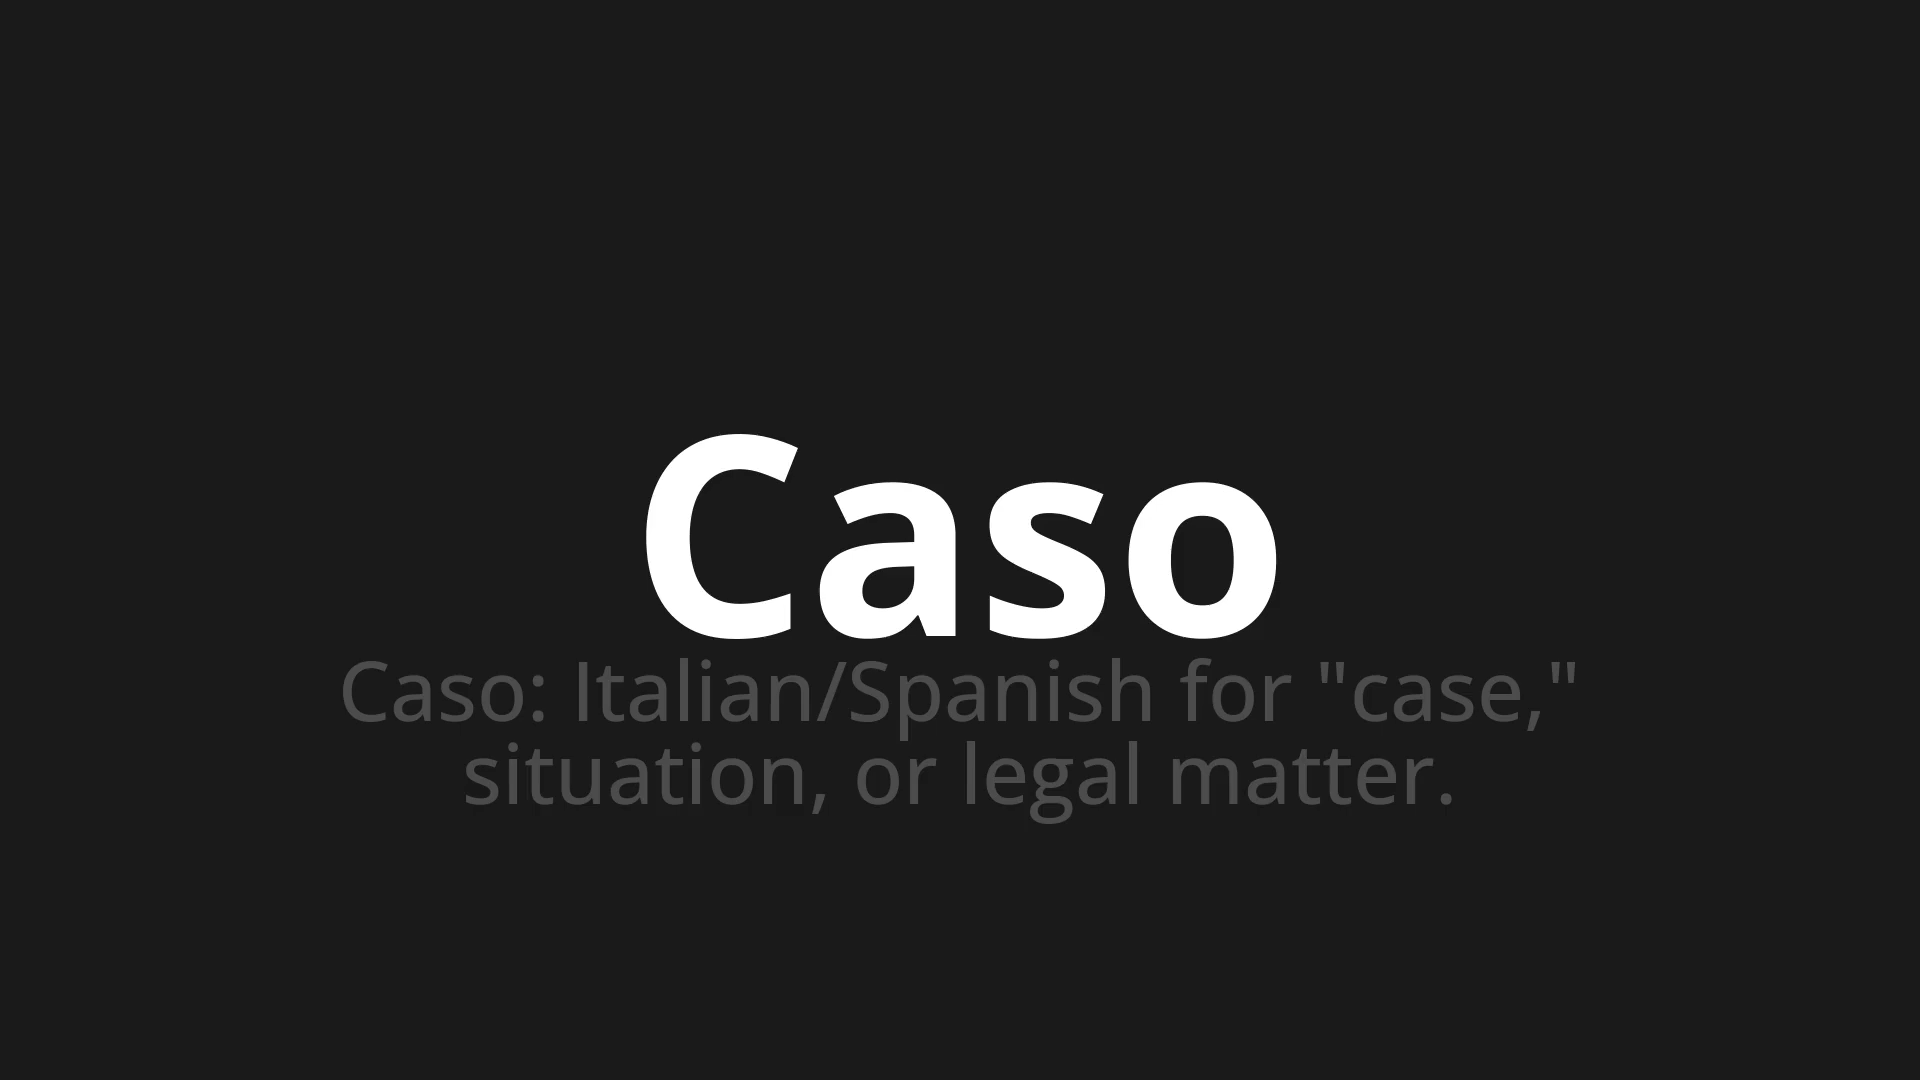 Caso
Caso: Italian/Spanish for "case,"
situation, or legal matter.